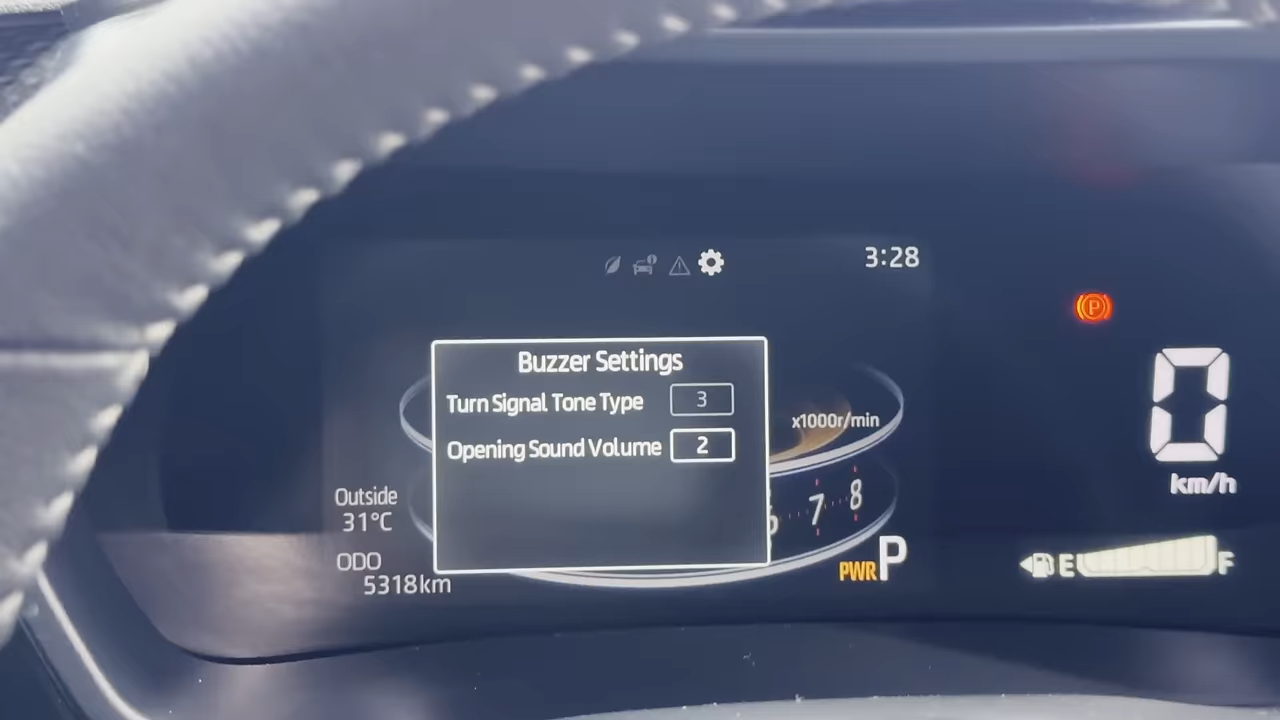 3:28
P
Buzzer Settings
Turn Signal Tone Type 3
Opening Sound Volume 2
x1000r/min
0
km/h
Outside
31°C
6 7 8
ODO
5318km
PWR P
E F